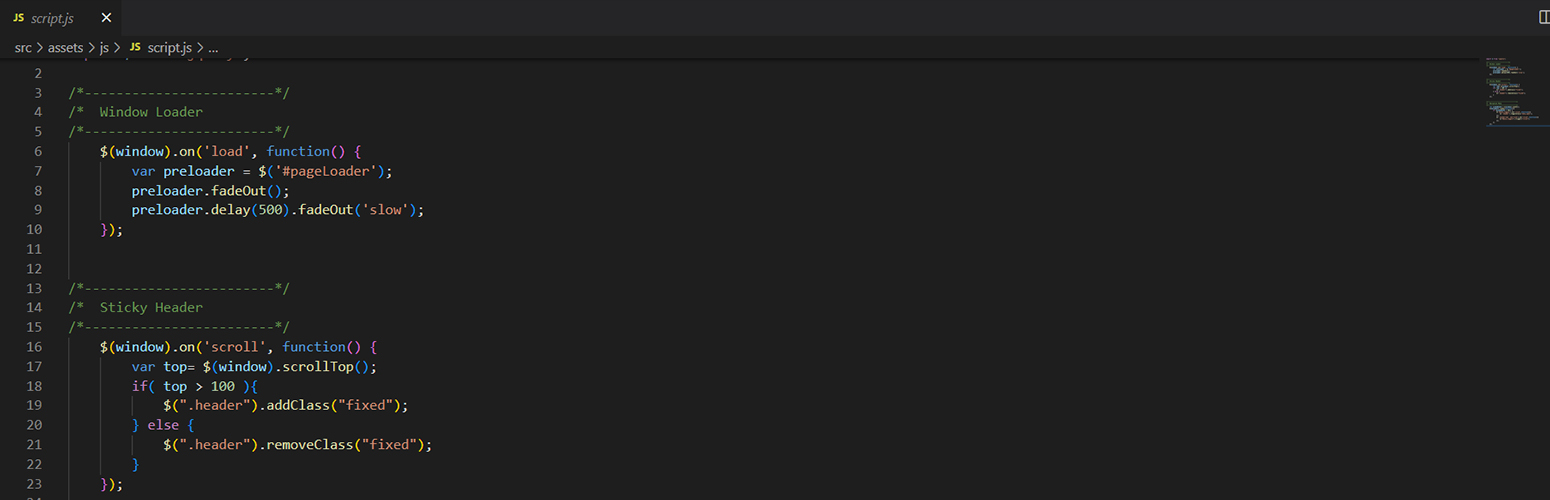 JS script.js ×
src > assets > js > JS script.js > ...
2
3 /*------------------------*/
4 /*  Window Loader
5 /*------------------------*/
6     $(window).on('load', function() {
7         var preloader = $('#pageLoader');
8         preloader.fadeOut();
9         preloader.delay(500).fadeOut('slow');
10     });
11
12
13 /*------------------------*/
14 /*  Sticky Header
15 /*------------------------*/
16     $(window).on('scroll', function() {
17         var top= $(window).scrollTop();
18         if( top > 100 ){
19             $(".header").addClass("fixed");
20         } else {
21             $(".header").removeClass("fixed");
22         }
23     });